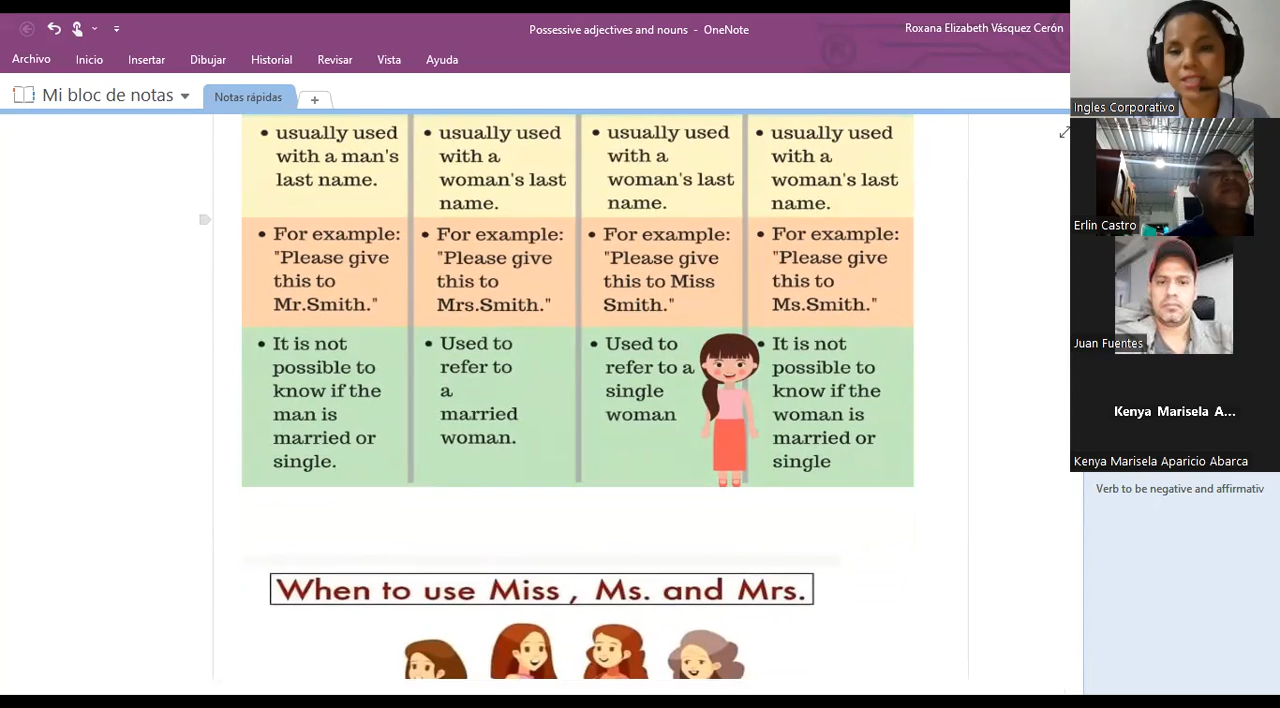 Possessive adjectives and nouns - OneNote
Roxana Elizabeth Vásquez Cerón
Archivo
Inicio
Insertar
Dibujar
Historial
Revisar
Vista
Ayuda
Mi bloc de notas
Notas rápidas
usually used
with a man's
last name.
usually used
with a
woman's last
name.
usually used
with a
woman's last
name.
usually used
with a
woman's last
name.
For example:
"Please give
this to
Mr.Smith."
For example:
"Please give
this to
Mrs.Smith."
For example:
"Please give
this to Miss
Smith."
For example:
"Please give
this to
Ms.Smith."
It is not
possible to
know if the
man is
married or
single.
Used to
refer to
a
married
woman.
Used to
refer to a
single
woman
It is not
possible to
know if the
woman is
married or
single
When to use Miss , Ms. and Mrs.
Ingles Corporativo
Erlin Castro
Juan Fuentes
Kenya Marisela A...
Kenya Marisela Aparicio Abarca
Verb to be negative and affirmativ